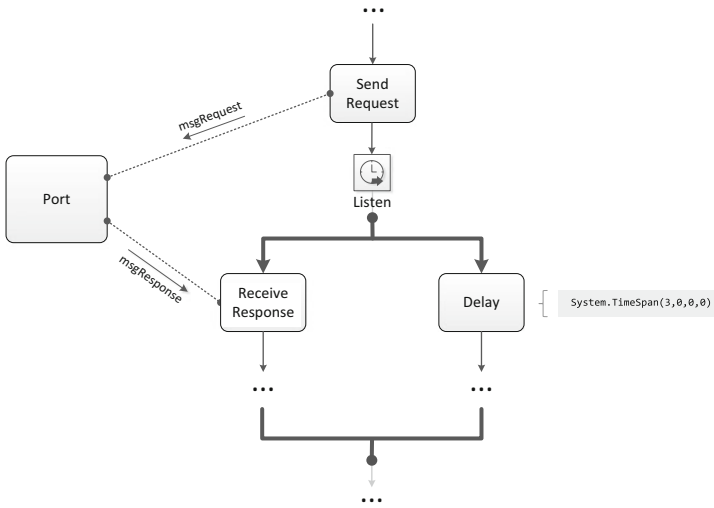 ...
Send
Request
msgRequest
Port
Listen
msgResponse
Receive
Response
Delay
System.TimeSpan(3,0,0,0)
...
...
...